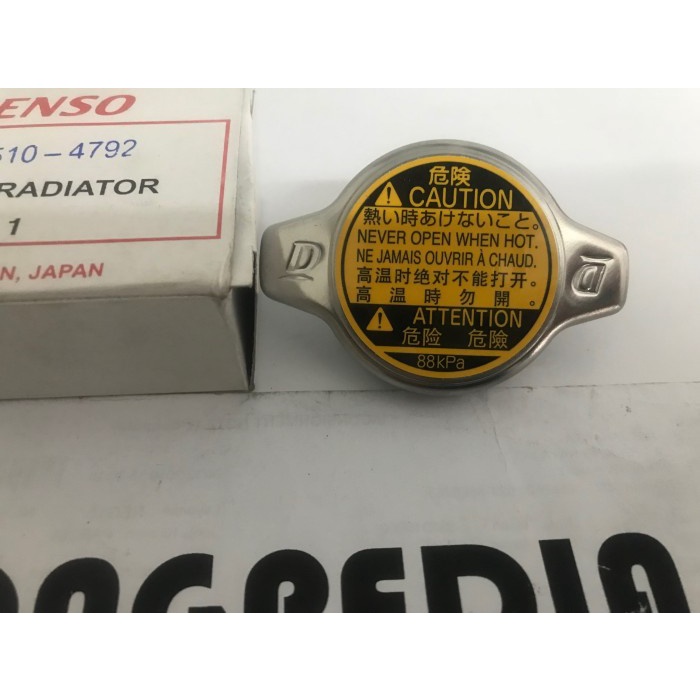 ENSO
510-4792
RADIATOR
1
N, JAPAN
危険
CAUTION
熱い時あけないこと。
NEVER OPEN WHEN HOT.
NE JAMAIS OUVRIR À CHAUD.
高温时绝对不能打开。
高温時勿開。
ATTENTION
危险 危險
88kPa
D
D
ONGPEDIA